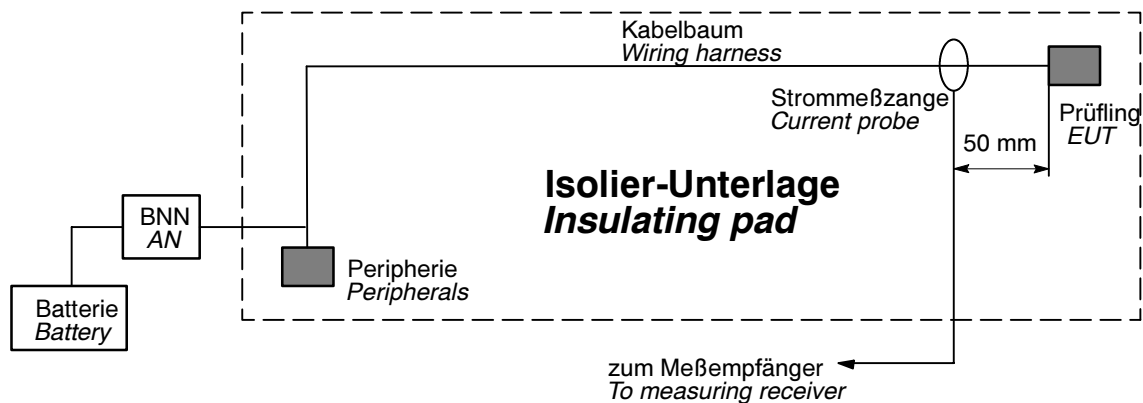 Kabelbaum
Wiring harness
Strommeßzange
Current probe
Prüfling
EUT
50 mm
Isolier-Unterlage
Insulating pad
BNN
AN
Peripherie
Peripherals
Batterie
Battery
zum Meßempfänger
To measuring receiver